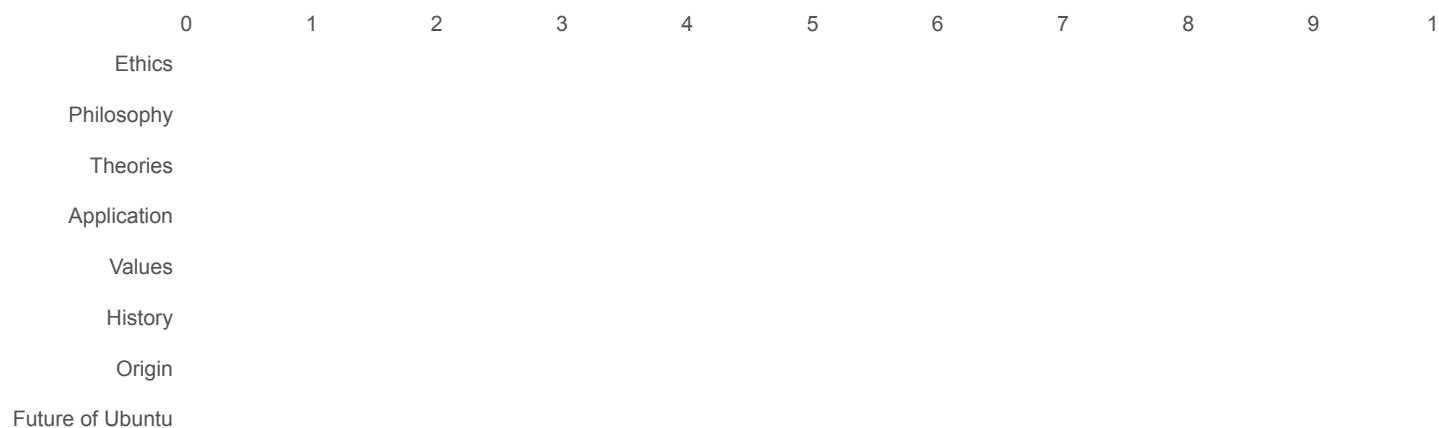 0 1 2 3 4 5 6 7 8 9 1
Ethics
Philosophy
Theories
Application
Values
History
Origin
Future of Ubuntu